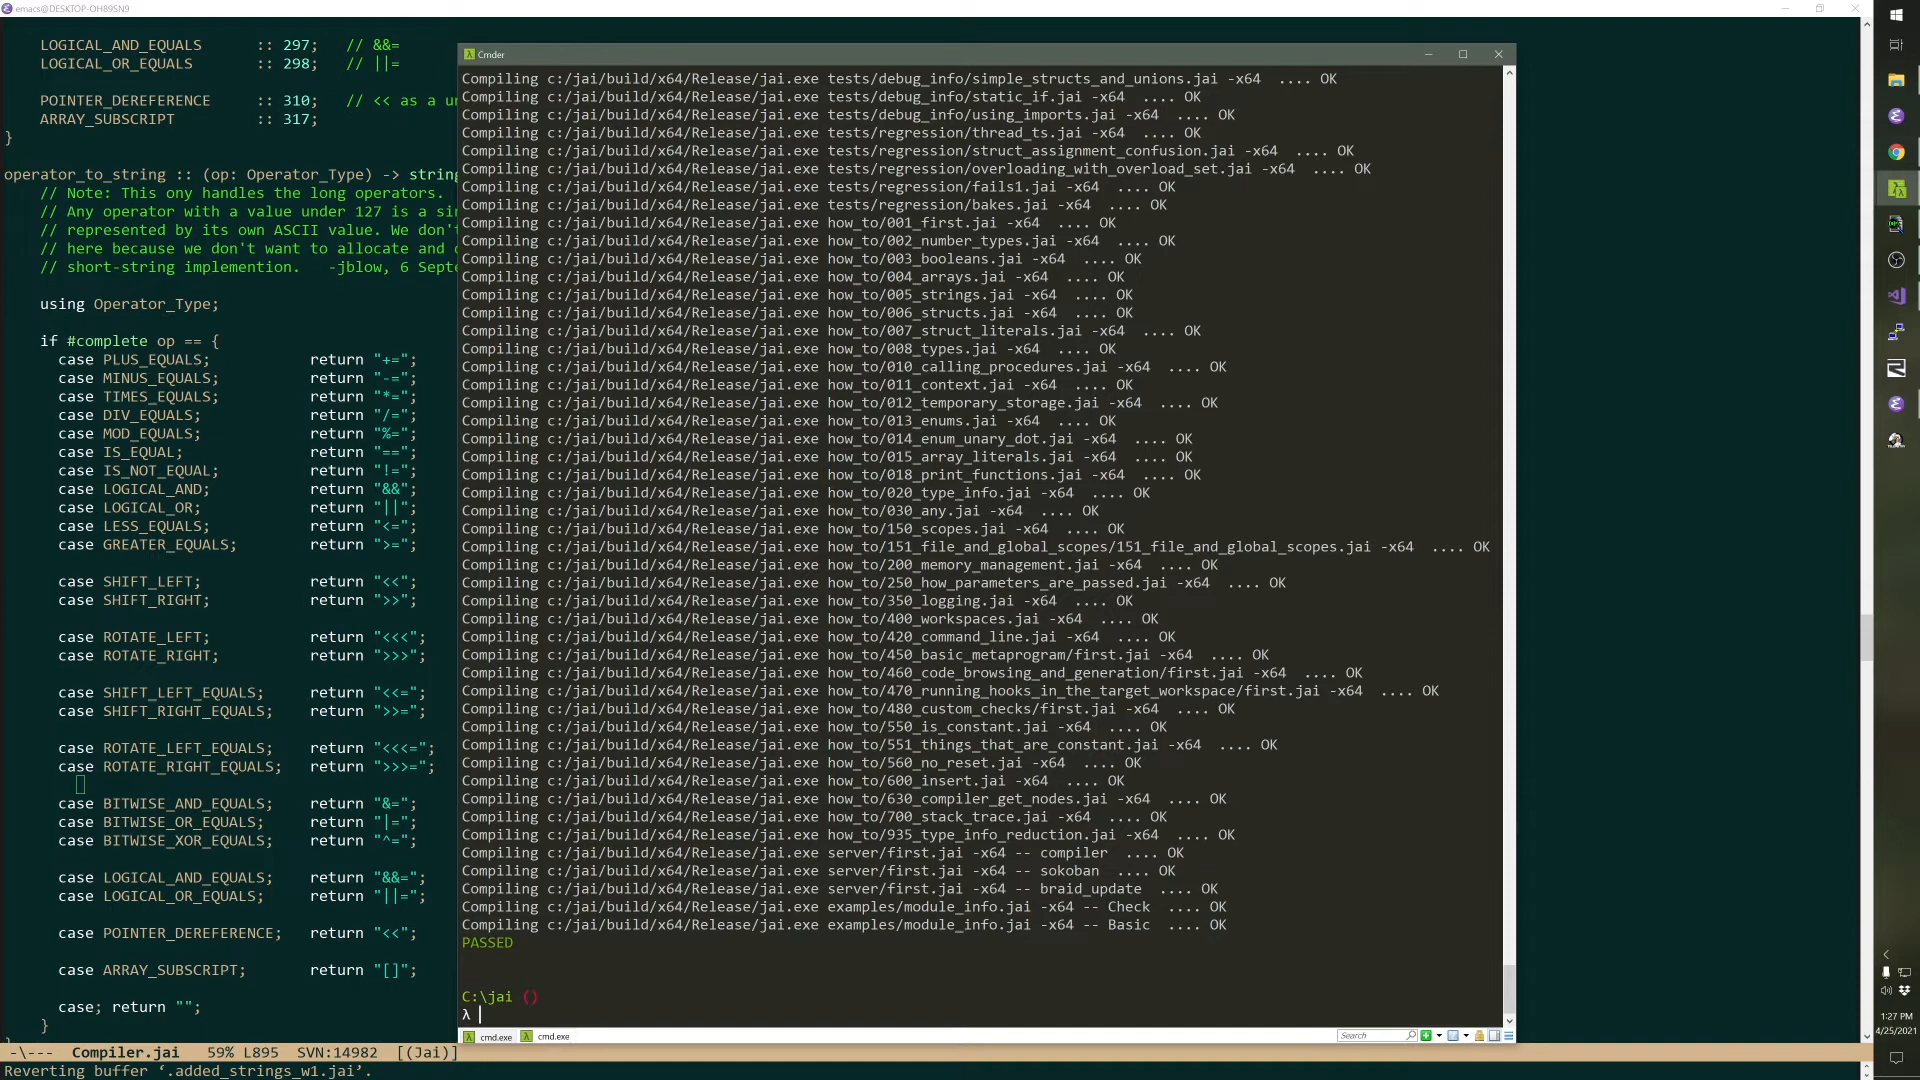 emacs@DESKTOP-OH89SN9
LOGICAL_AND_EQUALS :: 297; // &&=
LOGICAL_OR_EQUALS :: 298; // ||=
POINTER_DEREFERENCE :: 310; // << as a u
ARRAY_SUBSCRIPT :: 317;
}
operator_to_string :: (op: Operator_Type) -> string
// Note: This ony handles the long operators.
// Any operator with a value under 127 is a si
// represented by its own ASCII value. We don'
// here because we don't want to allocate and
// short-string implemention. -jblow, 6 Septe
using Operator_Type;
if #complete op == {
case PLUS_EQUALS; return "+=";
case MINUS_EQUALS; return "-=";
case TIMES_EQUALS; return "*=";
case DIV_EQUALS; return "/=";
case MOD_EQUALS; return "%=";
case IS_EQUAL; return "==";
case IS_NOT_EQUAL; return "!=";
case LOGICAL_AND; return "&&";
case LOGICAL_OR; return "||";
case LESS_EQUALS; return "<=";
case GREATER_EQUALS; return ">=";
case SHIFT_LEFT; return "<<";
case SHIFT_RIGHT; return ">>";
case ROTATE_LEFT; return "<<<";
case ROTATE_RIGHT; return ">>>";
case SHIFT_LEFT_EQUALS; return "<<=";
case SHIFT_RIGHT_EQUALS; return ">>=";
case ROTATE_LEFT_EQUALS; return "<<<=";
case ROTATE_RIGHT_EQUALS; return ">>>=";
case BITWISE_AND_EQUALS; return "&=";
case BITWISE_OR_EQUALS; return "|=";
case BITWISE_XOR_EQUALS; return "^=";
case LOGICAL_AND_EQUALS; return "&&=";
case LOGICAL_OR_EQUALS; return "||=";
case POINTER_DEREFERENCE; return "<<";
case ARRAY_SUBSCRIPT; return "[]";
case; return "";
}
-\--- Compiler.jai 59% L895 SVN:14982 [(Jai)]
Reverting buffer ‘.added_strings_w1.jai’.
Cmder
Compiling c:/jai/build/x64/Release/jai.exe tests/debug_info/simple_structs_and_unions.jai -x64 .... OK
Compiling c:/jai/build/x64/Release/jai.exe tests/debug_info/static_if.jai -x64 .... OK
Compiling c:/jai/build/x64/Release/jai.exe tests/debug_info/using_imports.jai -x64 .... OK
Compiling c:/jai/build/x64/Release/jai.exe tests/regression/thread_ts.jai -x64 .... OK
Compiling c:/jai/build/x64/Release/jai.exe tests/regression/struct_assignment_confusion.jai -x64 .... OK
Compiling c:/jai/build/x64/Release/jai.exe tests/regression/overloading_with_overload_set.jai -x64 .... OK
Compiling c:/jai/build/x64/Release/jai.exe tests/regression/fails1.jai -x64 .... OK
Compiling c:/jai/build/x64/Release/jai.exe tests/regression/bakes.jai -x64 .... OK
Compiling c:/jai/build/x64/Release/jai.exe how_to/001_first.jai -x64 .... OK
Compiling c:/jai/build/x64/Release/jai.exe how_to/002_number_types.jai -x64 .... OK
Compiling c:/jai/build/x64/Release/jai.exe how_to/003_booleans.jai -x64 .... OK
Compiling c:/jai/build/x64/Release/jai.exe how_to/004_arrays.jai -x64 .... OK
Compiling c:/jai/build/x64/Release/jai.exe how_to/005_strings.jai -x64 .... OK
Compiling c:/jai/build/x64/Release/jai.exe how_to/006_structs.jai -x64 .... OK
Compiling c:/jai/build/x64/Release/jai.exe how_to/007_struct_literals.jai -x64 .... OK
Compiling c:/jai/build/x64/Release/jai.exe how_to/008_types.jai -x64 .... OK
Compiling c:/jai/build/x64/Release/jai.exe how_to/010_calling_procedures.jai -x64 .... OK
Compiling c:/jai/build/x64/Release/jai.exe how_to/011_context.jai -x64 .... OK
Compiling c:/jai/build/x64/Release/jai.exe how_to/012_temporary_storage.jai -x64 .... OK
Compiling c:/jai/build/x64/Release/jai.exe how_to/013_enums.jai -x64 .... OK
Compiling c:/jai/build/x64/Release/jai.exe how_to/014_enum_unary_dot.jai -x64 .... OK
Compiling c:/jai/build/x64/Release/jai.exe how_to/015_array_literals.jai -x64 .... OK
Compiling c:/jai/build/x64/Release/jai.exe how_to/018_print_functions.jai -x64 .... OK
Compiling c:/jai/build/x64/Release/jai.exe how_to/020_type_info.jai -x64 .... OK
Compiling c:/jai/build/x64/Release/jai.exe how_to/030_any.jai -x64 .... OK
Compiling c:/jai/build/x64/Release/jai.exe how_to/150_scopes.jai -x64 .... OK
Compiling c:/jai/build/x64/Release/jai.exe how_to/151_file_and_global_scopes/151_file_and_global_scopes.jai -x64 .... OK
Compiling c:/jai/build/x64/Release/jai.exe how_to/200_memory_management.jai -x64 .... OK
Compiling c:/jai/build/x64/Release/jai.exe how_to/250_how_parameters_are_passed.jai -x64 .... OK
Compiling c:/jai/build/x64/Release/jai.exe how_to/350_logging.jai -x64 .... OK
Compiling c:/jai/build/x64/Release/jai.exe how_to/400_workspaces.jai -x64 .... OK
Compiling c:/jai/build/x64/Release/jai.exe how_to/420_command_line.jai -x64 .... OK
Compiling c:/jai/build/x64/Release/jai.exe how_to/450_basic_metaprogram/first.jai -x64 .... OK
Compiling c:/jai/build/x64/Release/jai.exe how_to/460_code_browsing_and_generation/first.jai -x64 .... OK
Compiling c:/jai/build/x64/Release/jai.exe how_to/470_running_hooks_in_the_target_workspace/first.jai -x64 .... OK
Compiling c:/jai/build/x64/Release/jai.exe how_to/480_custom_checks/first.jai -x64 .... OK
Compiling c:/jai/build/x64/Release/jai.exe how_to/550_is_constant.jai -x64 .... OK
Compiling c:/jai/build/x64/Release/jai.exe how_to/551_things_that_are_constant.jai -x64 .... OK
Compiling c:/jai/build/x64/Release/jai.exe how_to/560_no_reset.jai -x64 .... OK
Compiling c:/jai/build/x64/Release/jai.exe how_to/600_insert.jai -x64 .... OK
Compiling c:/jai/build/x64/Release/jai.exe how_to/630_compiler_get_nodes.jai -x64 .... OK
Compiling c:/jai/build/x64/Release/jai.exe how_to/700_stack_trace.jai -x64 .... OK
Compiling c:/jai/build/x64/Release/jai.exe how_to/935_type_info_reduction.jai -x64 .... OK
Compiling c:/jai/build/x64/Release/jai.exe server/first.jai -x64 -- compiler .... OK
Compiling c:/jai/build/x64/Release/jai.exe server/first.jai -x64 -- sokoban .... OK
Compiling c:/jai/build/x64/Release/jai.exe server/first.jai -x64 -- braid_update .... OK
Compiling c:/jai/build/x64/Release/jai.exe examples/module_info.jai -x64 -- Check .... OK
Compiling c:/jai/build/x64/Release/jai.exe examples/module_info.jai -x64 -- Basic .... OK
PASSED
C:\jai ()
λ
cmd.exe cmd.exe Search
1:27 PM
4/25/2021